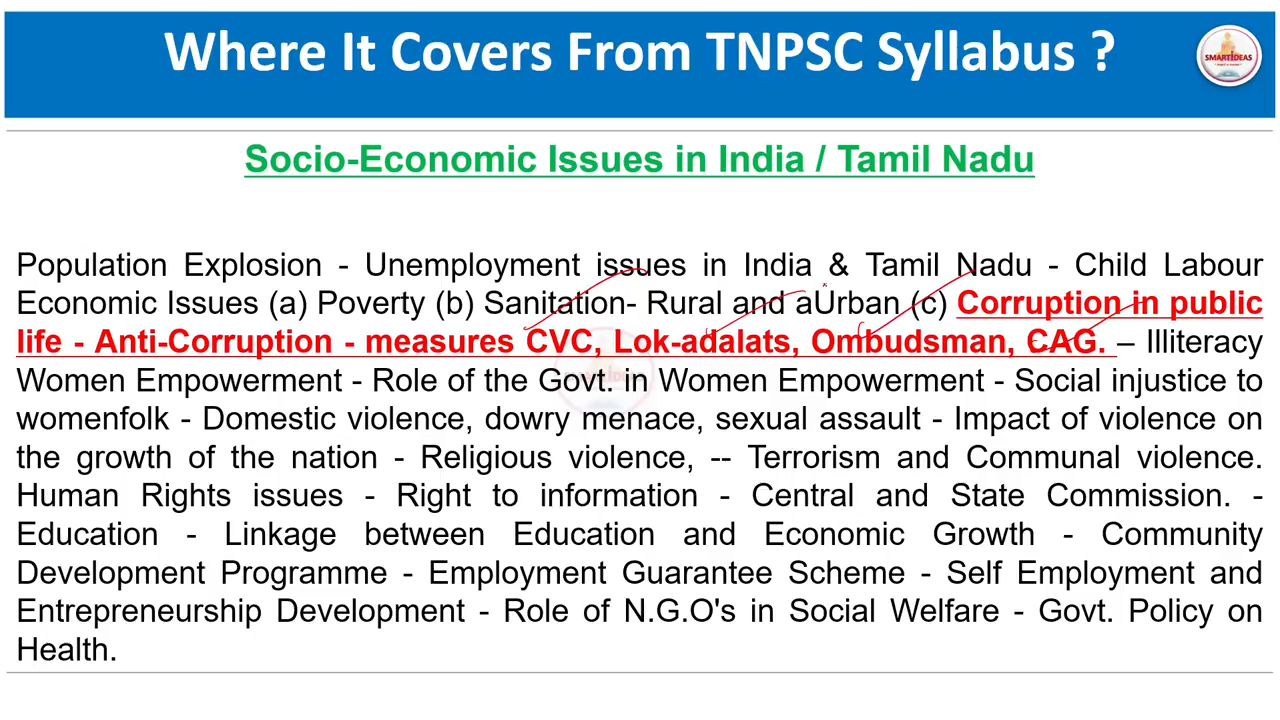 Where It Covers From TNPSC Syllabus ?
SMARTIDEAS
Socio-Economic Issues in India / Tamil Nadu
Population Explosion - Unemployment issues in India & Tamil Nadu - Child Labour
Economic Issues (a) Poverty (b) Sanitation- Rural and aUrban (c) Corruption in public
life - Anti-Corruption - measures CVC, Lok-adalats, Ombudsman, CAG. – Illiteracy
Women Empowerment - Role of the Govt. in Women Empowerment - Social injustice to
womenfolk - Domestic violence, dowry menace, sexual assault - Impact of violence on
the growth of the nation - Religious violence, -- Terrorism and Communal violence.
Human Rights issues - Right to information - Central and State Commission. -
Education - Linkage between Education and Economic Growth - Community
Development Programme - Employment Guarantee Scheme - Self Employment and
Entrepreneurship Development - Role of N.G.O's in Social Welfare - Govt. Policy on
Health.